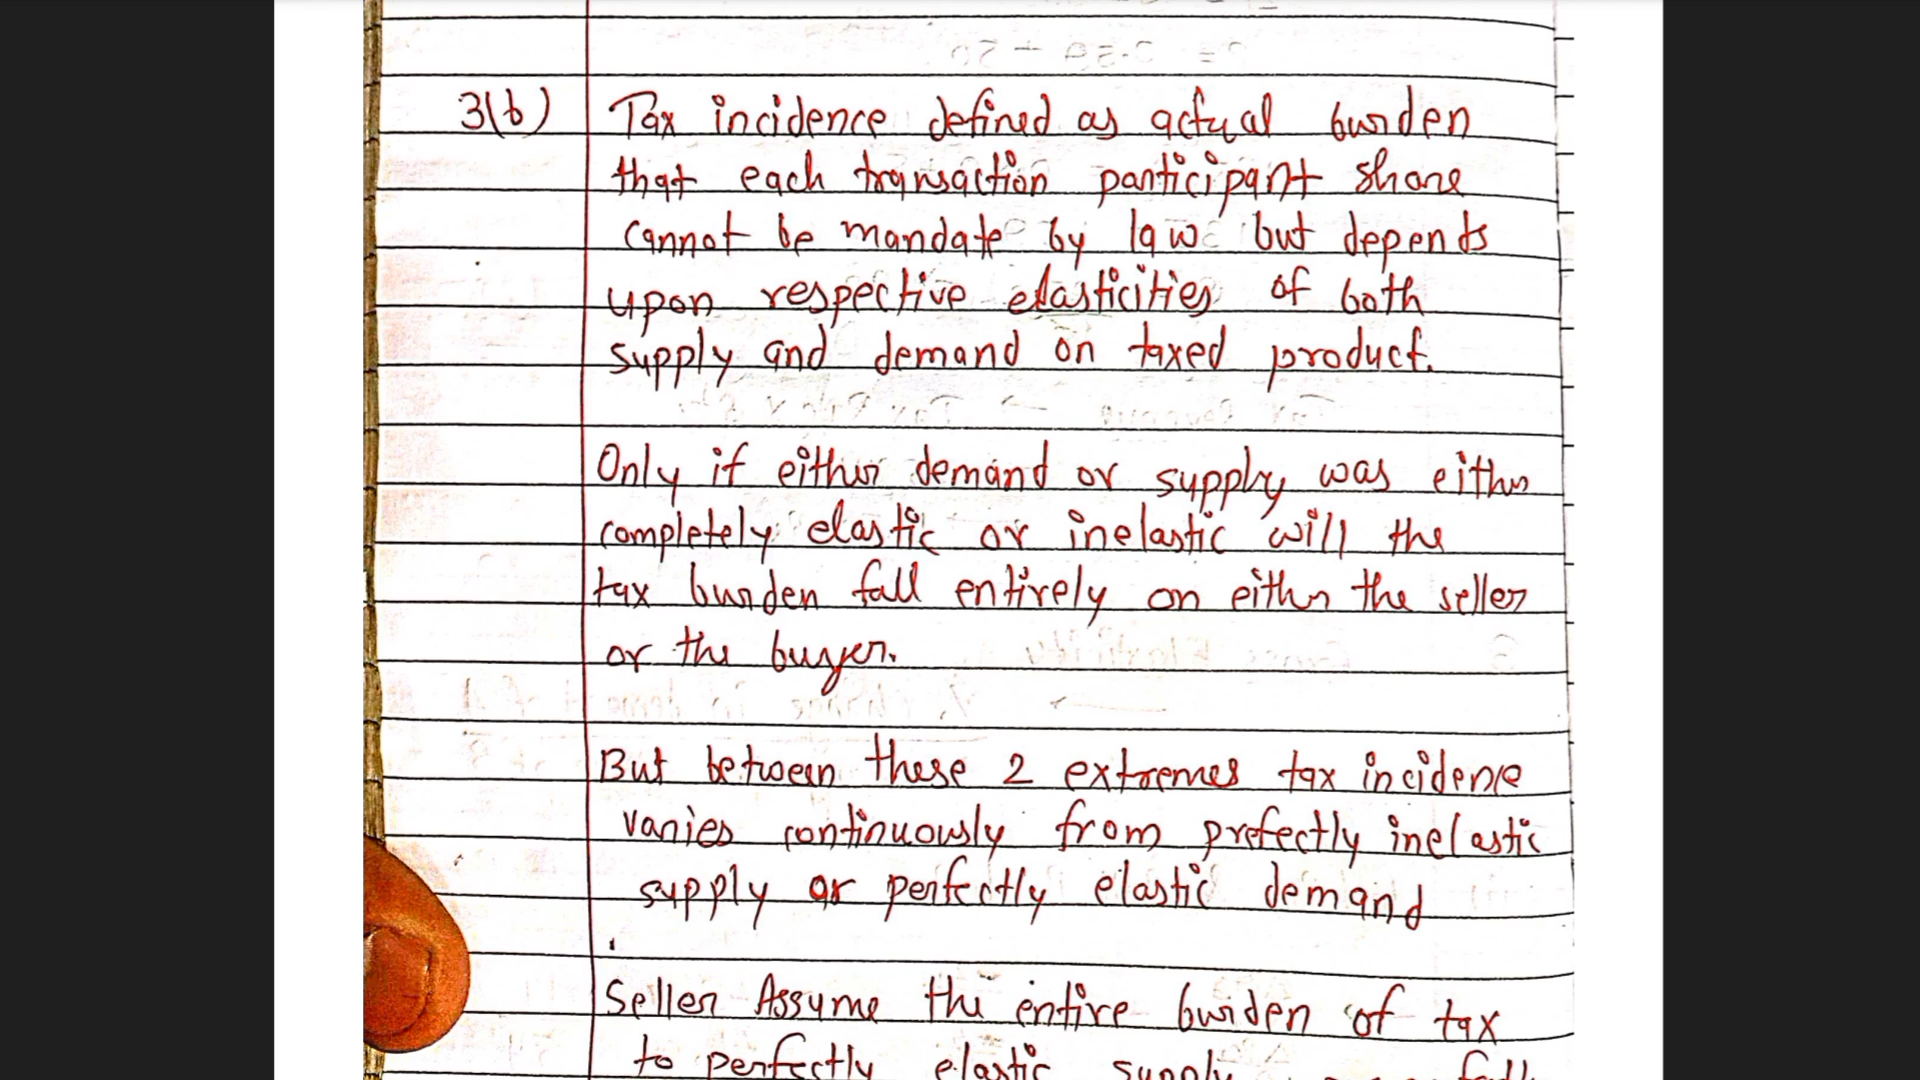 3(b) Tax incidence defined as actual burden
that each transaction participant share
cannot be mandate by law but depends
upon respective elasticities of both
supply and demand on taxed product.
Only if either demand or supply was either
completely elastic or inelastic will the
tax burden fall entirely on either the seller
or the buyer.
But between these 2 extremes tax incidence
varies continuously from prefectly inelastic
supply or perfectly elastic demand
Seller Assume the entire burden of tax
to perfectly elastic supply